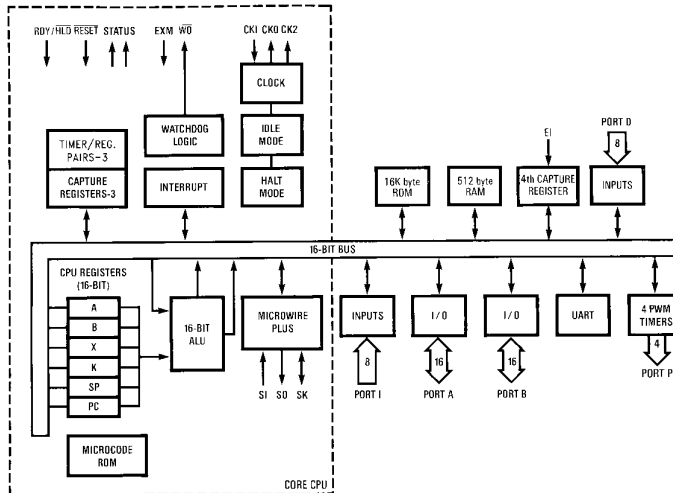 RDY/HLD RESET STATUS EXM WO CK1 CK0 CK2
CLOCK
WATCHDOG
LOGIC
IDLE
MODE
TIMER/REG.
PAIRS-3
CAPTURE
REGISTERS-3
INTERRUPT
HALT
MODE
PORT D
8
EI
16K byte
ROM
512 byte
RAM
4th CAPTURE
REGISTER
INPUTS
16-BIT BUS
CPU REGISTERS
(16-BIT)
A
B
X
K
SP
PC
16-BIT
ALU
MICROWIRE
PLUS
INPUTS
I/O
I/O
UART
4 PWM
TIMERS
8
16
16
4
SI SO SK
PORT I
PORT A
PORT B
PORT P
MICROCODE
ROM
CORE CPU